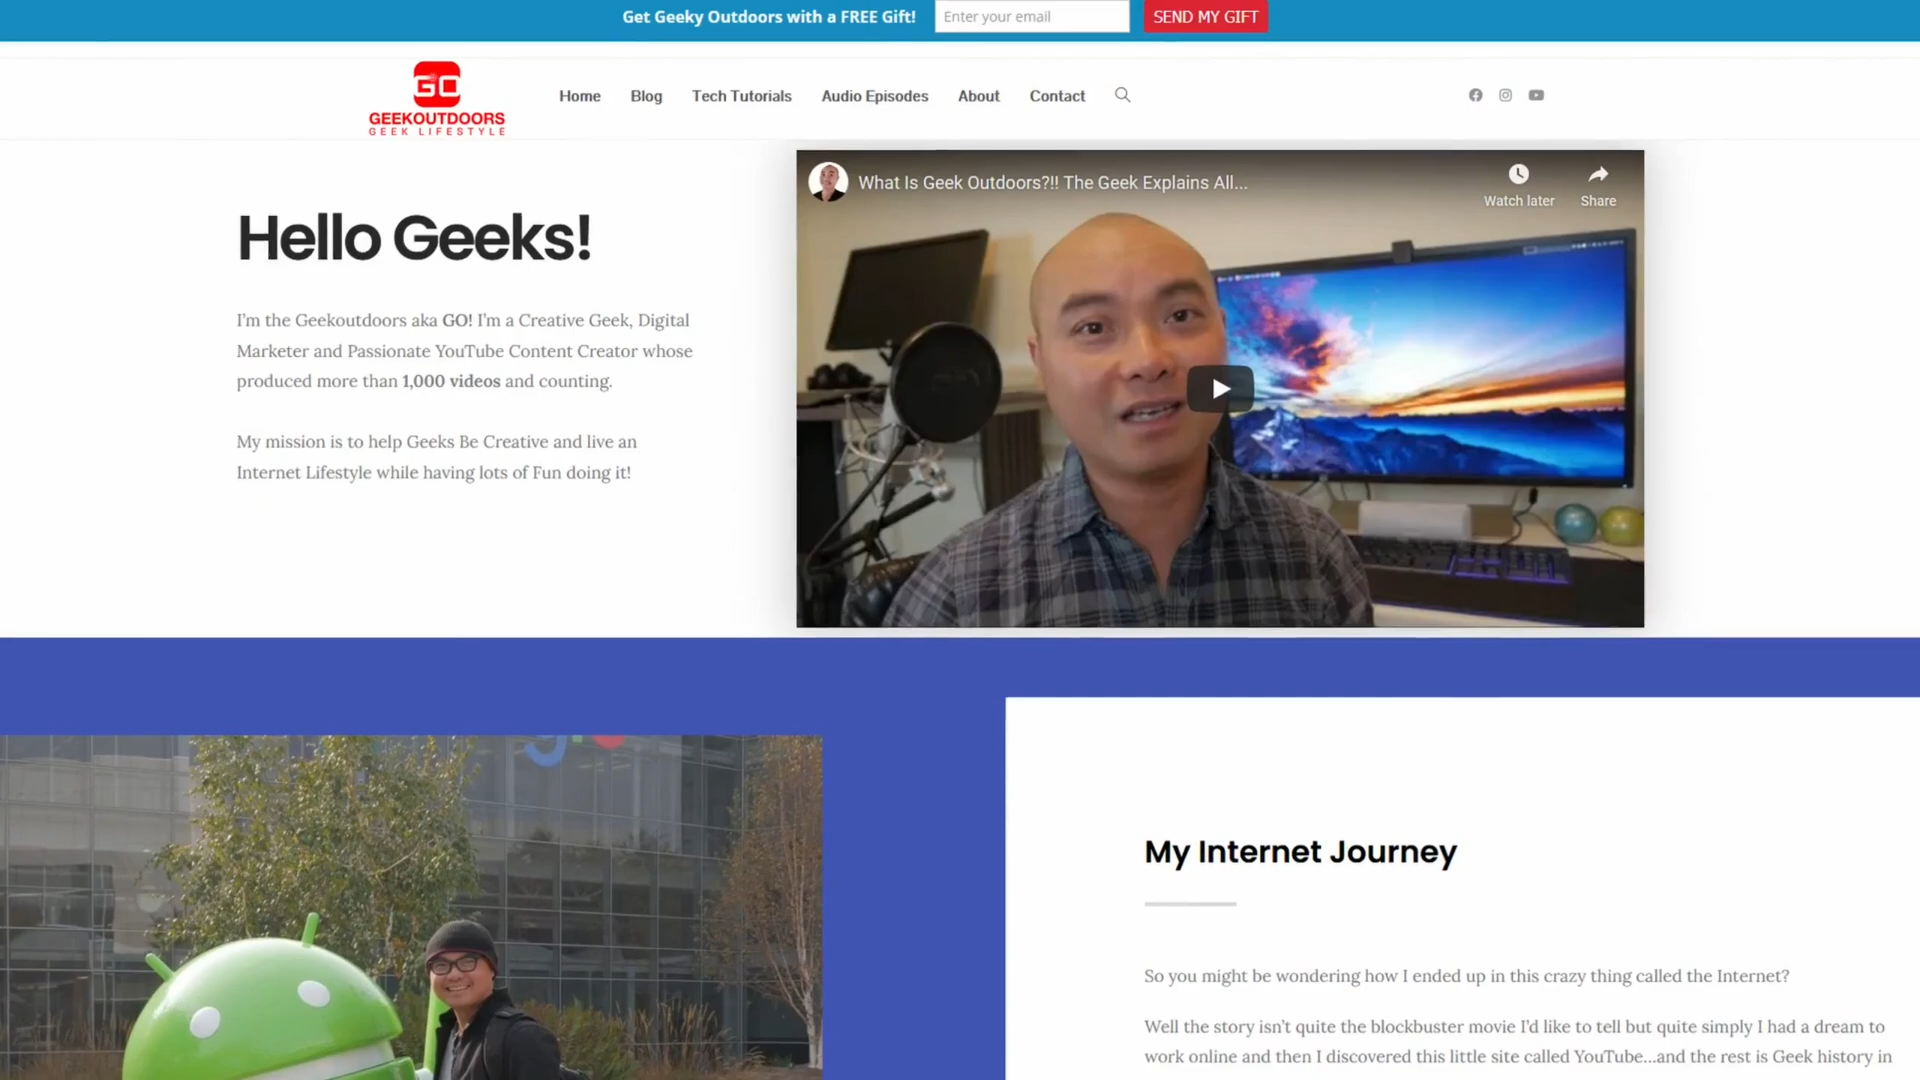 Get Geeky Outdoors with a FREE Gift!
Enter your email
SEND MY GIFT
GO
GEEKOUTDOORS
GEEK LIFESTYLE
Home
Blog
Tech Tutorials
Audio Episodes
About
Contact
What Is Geek Outdoors?!! The Geek Explains All...
Watch later
Share
Hello Geeks!
I'm the Geekoutdoors aka GO! I'm a Creative Geek, Digital
Marketer and Passionate YouTube Content Creator whose
produced more than 1,000 videos and counting.
My mission is to help Geeks Be Creative and live an
Internet Lifestyle while having lots of Fun doing it!
My Internet Journey
So you might be wondering how I ended up in this crazy thing called the Internet?
Well the story isn't quite the blockbuster movie I'd like to tell but quite simply I had a dream to
work online and then I discovered this little site called YouTube...and the rest is Geek history in